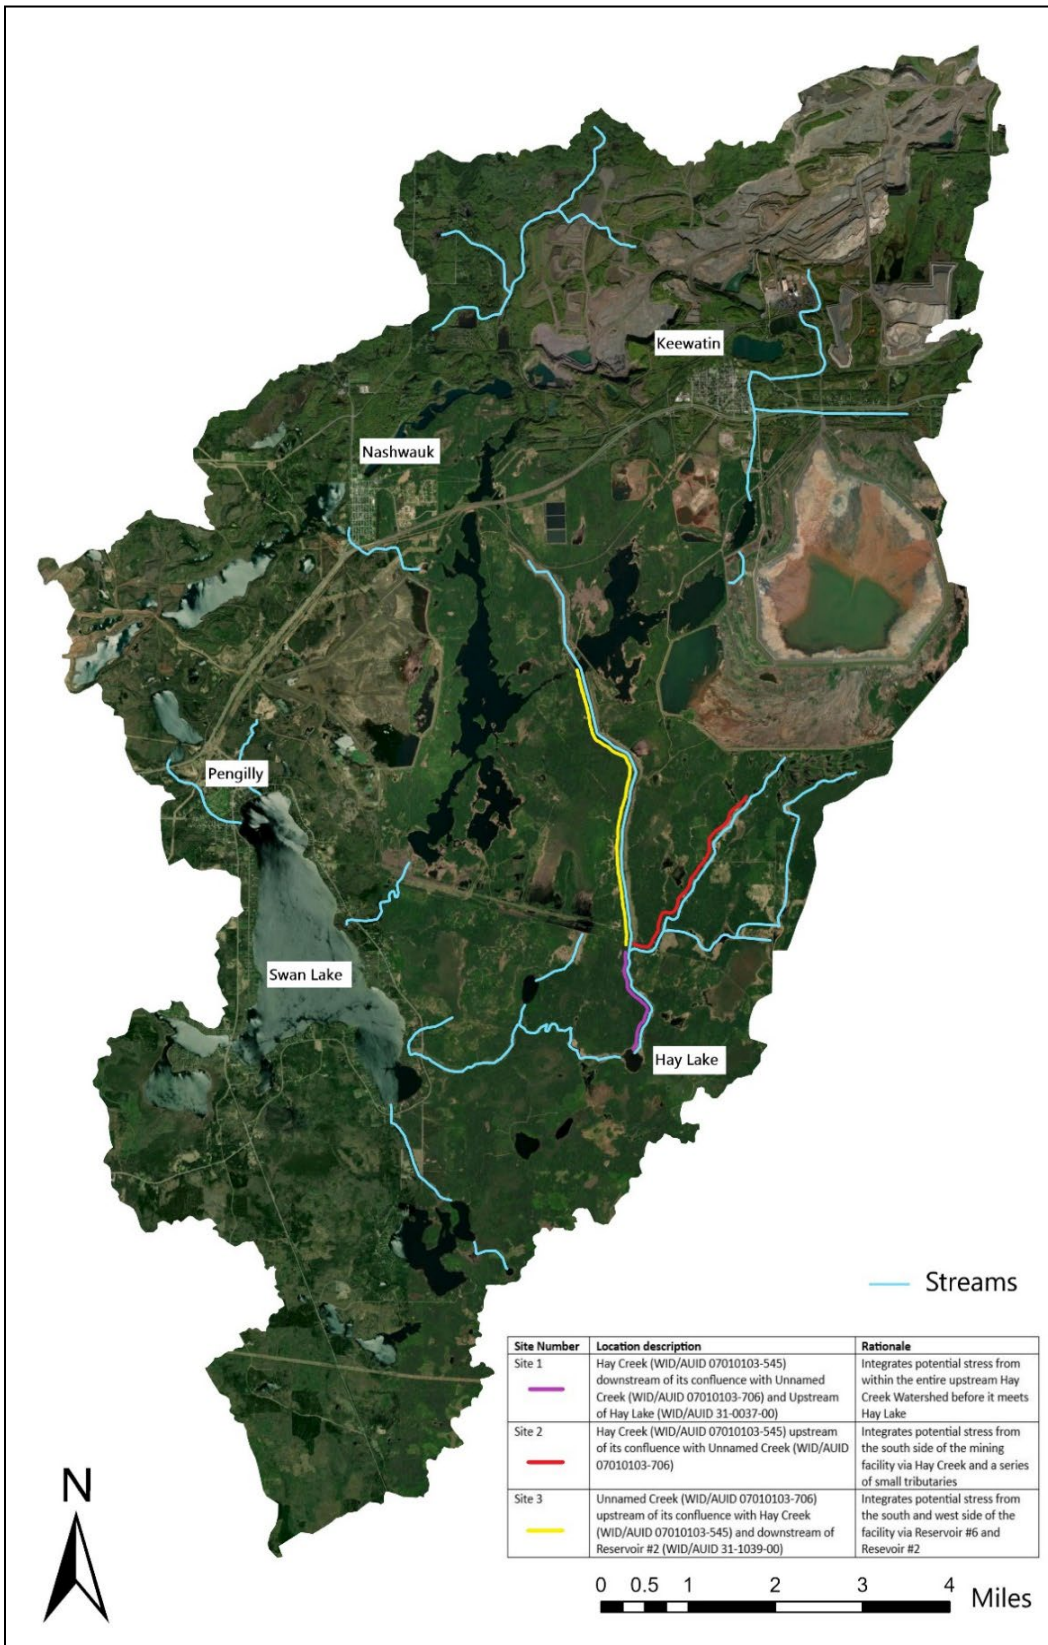 Keewatin
Nashwauk
Pengilly
Swan Lake
Hay Lake
Streams
Site Number Location description Rationale
Site 1 Hay Creek (WID/AUID 07010103-545) Integrates potential stress from
downstream of its confluence with Unnamed within the entire upstream Hay
Creek (WID/AUID 07010103-706) and Upstream Creek Watershed before it meets
of Hay Lake (WID/AUID 31-0037-00) Hay Lake
Site 2 Hay Creek (WID/AUID 07010103-545) upstream Integrates potential stress from
of its confluence with Unnamed Creek (WID/AUID the south side of the mining
07010103-706) facility via Hay Creek and a series
of small tributaries
Site 3 Unnamed Creek (WID/AUID 07010103-706) Integrates potential stress from
upstream of its confluence with Hay Creek the south and west side of the
(WID/AUID 07010103-545) and downstream of facility via Reservoir #6 and
Reservoir #2 (WID/AUID 31-1039-00) Resevoir #2
N
0 0.5 1 2 3 4
Miles